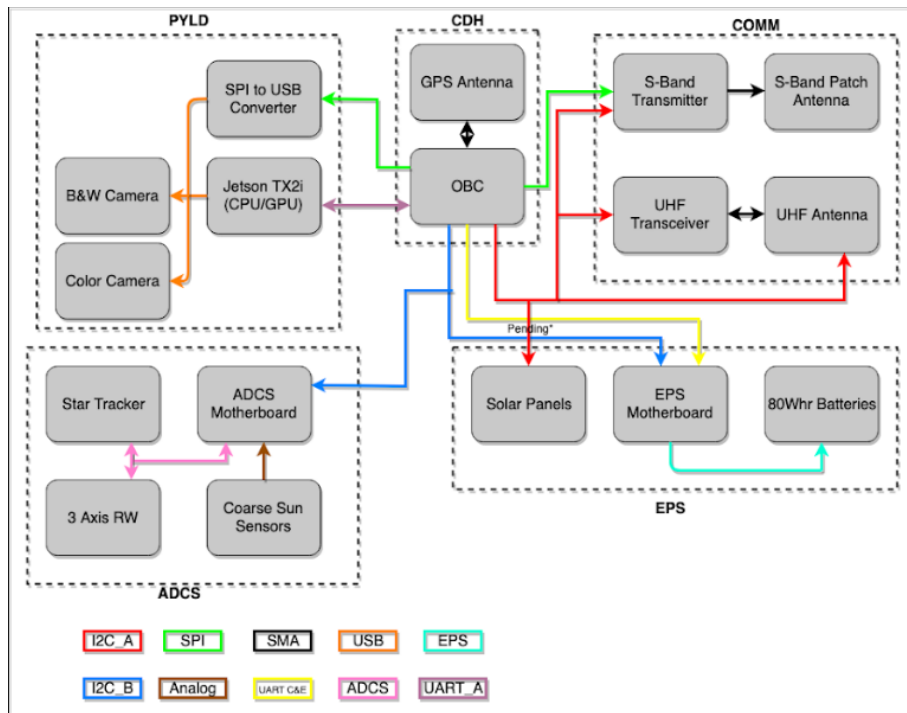 PYLD
CDH
COMM
SPI to USB
Converter
GPS Antenna
S-Band
Transmitter
S-Band Patch
Antenna
B&W Camera
Jetson TX2i
(CPU/GPU)
OBC
UHF
Transceiver
UHF Antenna
Color Camera
Pending*
Star Tracker
ADCS
Motherboard
Solar Panels
EPS
Motherboard
80Whr Batteries
3 Axis RW
Coarse Sun
Sensors
EPS
ADCS
I2C_A
SPI
SMA
USB
EPS
I2C_B
Analog
UART C&E
ADCS
UART_A